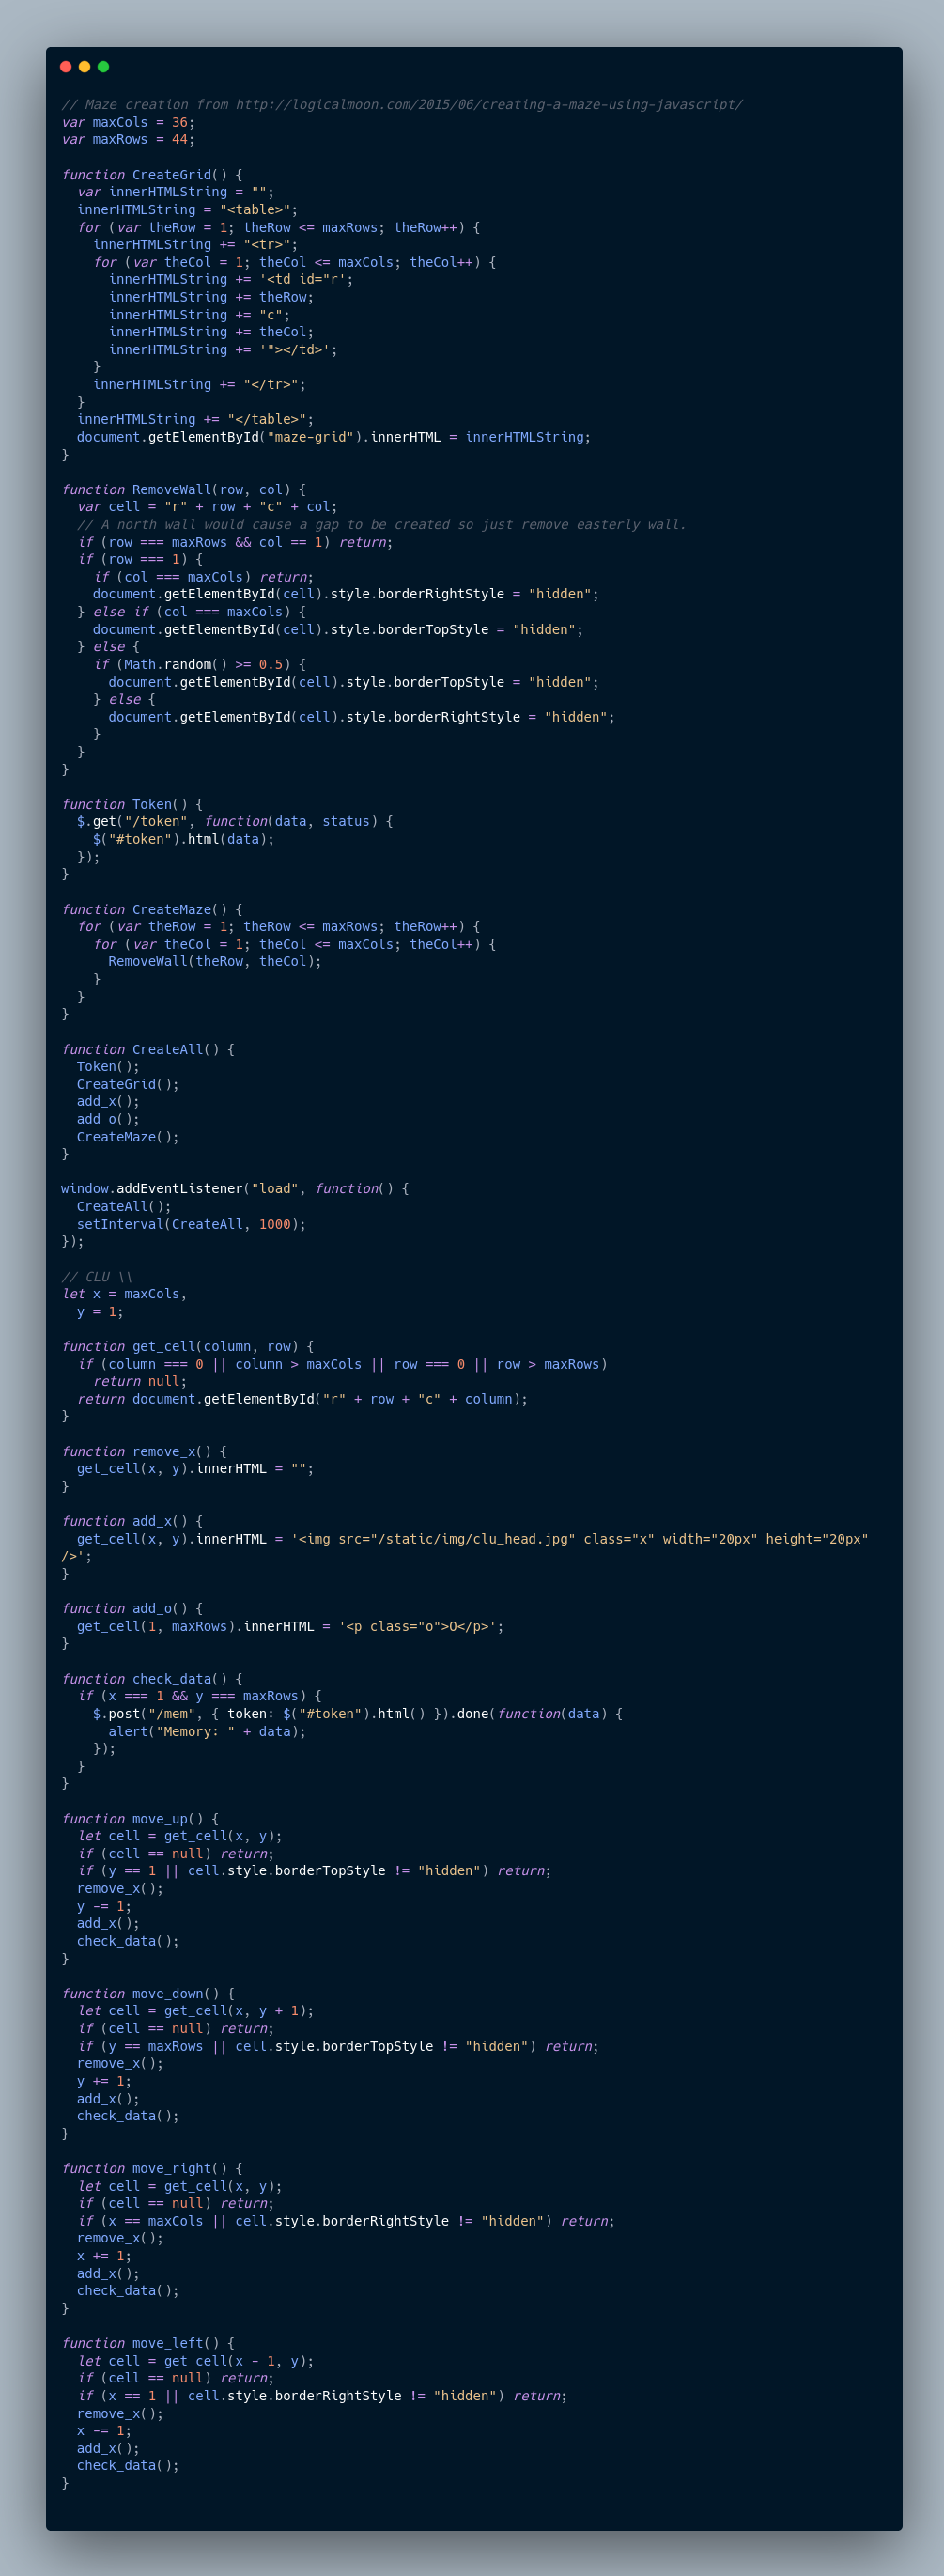 // Maze creation from http://logicalmoon.com/2015/06/creating-a-maze-using-javascript/
var maxCols = 36;
var maxRows = 44;

function CreateGrid() {
  var innerHTMLString = "";
  innerHTMLString = "<table>";
  for (var theRow = 1; theRow <= maxRows; theRow++) {
    innerHTMLString += "<tr>";
    for (var theCol = 1; theCol <= maxCols; theCol++) {
      innerHTMLString += '<td id="r';
      innerHTMLString += theRow;
      innerHTMLString += "c";
      innerHTMLString += theCol;
      innerHTMLString += '"></td>';
    }
    innerHTMLString += "</tr>";
  }
  innerHTMLString += "</table>";
  document.getElementById("maze-grid").innerHTML = innerHTMLString;
}

function RemoveWall(row, col) {
  var cell = "r" + row + "c" + col;
  // A north wall would cause a gap to be created so just remove easterly wall.
  if (row === maxRows && col == 1) return;
  if (row === 1) {
    if (col === maxCols) return;
    document.getElementById(cell).style.borderRightStyle = "hidden";
  } else if (col === maxCols) {
    document.getElementById(cell).style.borderTopStyle = "hidden";
  } else {
    if (Math.random() >= 0.5) {
      document.getElementById(cell).style.borderTopStyle = "hidden";
    } else {
      document.getElementById(cell).style.borderRightStyle = "hidden";
    }
  }
}

function Token() {
  $.get("/token", function(data, status) {
    $("#token").html(data);
  });
}

function CreateMaze() {
  for (var theRow = 1; theRow <= maxRows; theRow++) {
    for (var theCol = 1; theCol <= maxCols; theCol++) {
      RemoveWall(theRow, theCol);
    }
  }
}

function CreateAll() {
  Token();
  CreateGrid();
  add_x();
  add_o();
  CreateMaze();
}

window.addEventListener("load", function() {
  CreateAll();
  setInterval(CreateAll, 1000);
});

// CLU \\
let x = maxCols,
  y = 1;

function get_cell(column, row) {
  if (column === 0 || column > maxCols || row === 0 || row > maxRows)
    return null;
  return document.getElementById("r" + row + "c" + column);
}

function remove_x() {
  get_cell(x, y).innerHTML = "";
}

function add_x() {
  get_cell(x, y).innerHTML = '<img src="/static/img/clu_head.jpg" class="x" width="20px" height="20px"
/>';
}

function add_o() {
  get_cell(1, maxRows).innerHTML = '<p class="o">O</p>';
}

function check_data() {
  if (x === 1 && y === maxRows) {
    $.post("/mem", { token: $("#token").html() }).done(function(data) {
      alert("Memory: " + data);
    });
  }
}

function move_up() {
  let cell = get_cell(x, y);
  if (cell == null) return;
  if (y == 1 || cell.style.borderTopStyle != "hidden") return;
  remove_x();
  y -= 1;
  add_x();
  check_data();
}

function move_down() {
  let cell = get_cell(x, y + 1);
  if (cell == null) return;
  if (y == maxRows || cell.style.borderTopStyle != "hidden") return;
  remove_x();
  y += 1;
  add_x();
  check_data();
}

function move_right() {
  let cell = get_cell(x, y);
  if (cell == null) return;
  if (x == maxCols || cell.style.borderRightStyle != "hidden") return;
  remove_x();
  x += 1;
  add_x();
  check_data();
}

function move_left() {
  let cell = get_cell(x - 1, y);
  if (cell == null) return;
  if (x == 1 || cell.style.borderRightStyle != "hidden") return;
  remove_x();
  x -= 1;
  add_x();
  check_data();
}